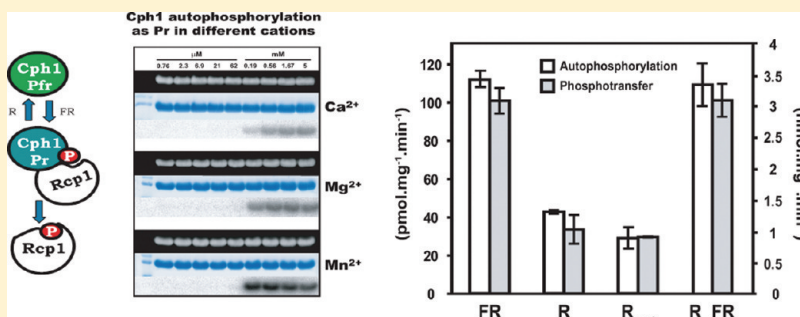 Cph1 autophosphorylation
as Pr in different cations
µM mM
0.76 2.3 6.9 21 62 0.19 0.56 1.67 5
Ca2+
Mg2+
Mn2+
Cph1
Pfr
R FR
Cph1
Pr
P
Rcp1
P
Rcp1
Autophosphorylation
Phosphotransfer
(pmol.mg-1.min-1)
120
100
80
60
40
20
0
4
3.5
3
2.5
2
1.5
1
0.5
0
FR R R R FR